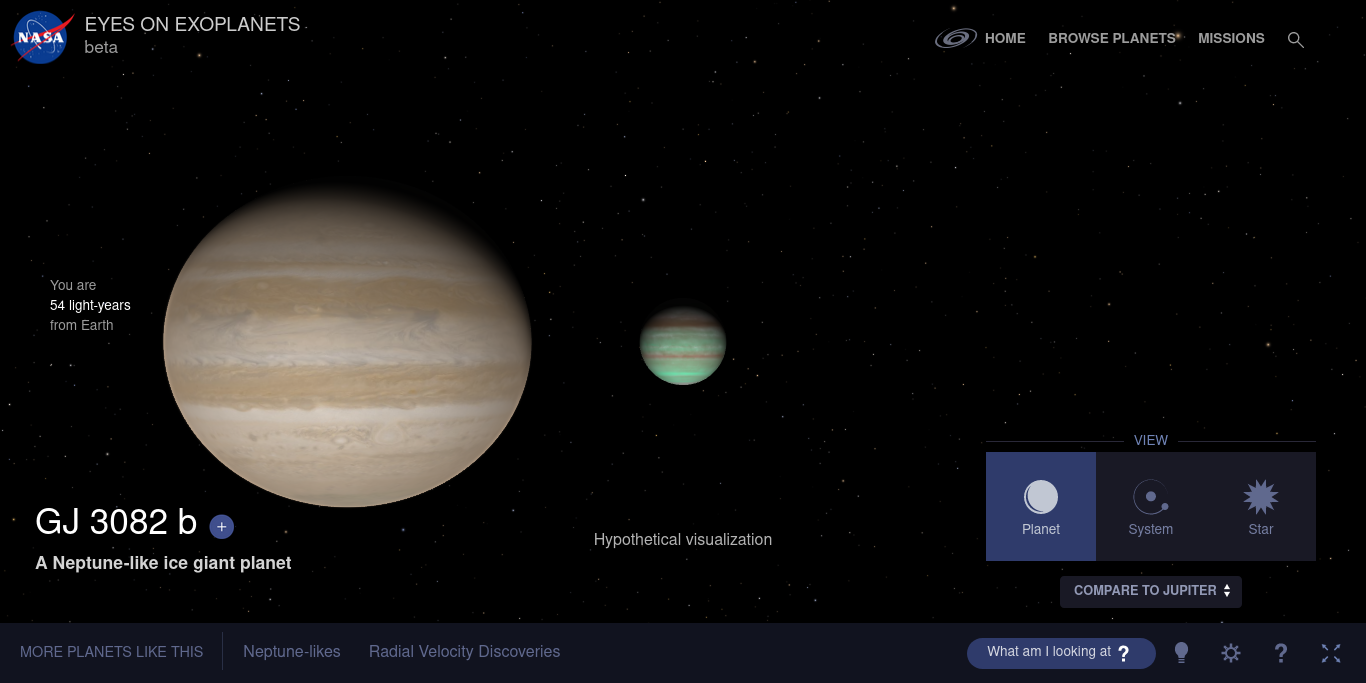 NASA
EYES ON EXOPLANETS
beta
HOME
BROWSE PLANETS
MISSIONS
You are
54 light-years
from Earth
VIEW
Planet
System
Star
GJ 3082 b +
A Neptune-like ice giant planet
Hypothetical visualization
COMPARE TO JUPITER
MORE PLANETS LIKE THIS
Neptune-likes
Radial Velocity Discoveries
What am I looking at ?
?